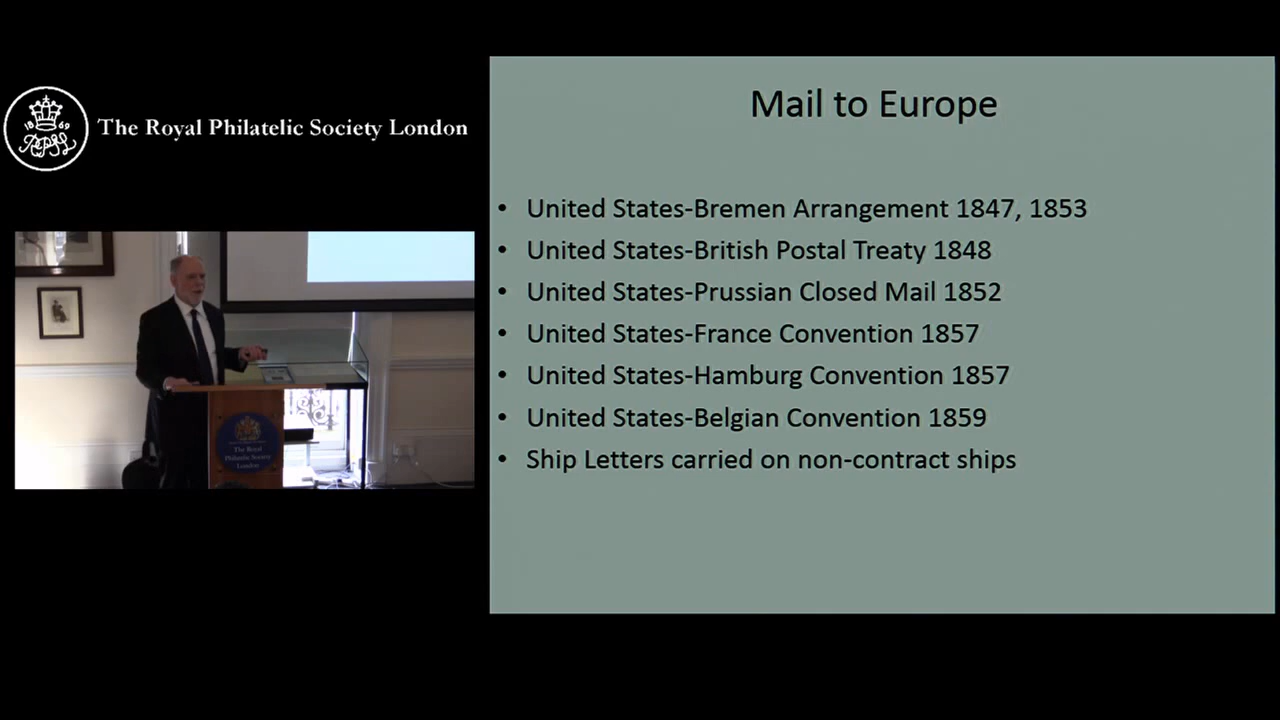 The Royal Philatelic Society London
Mail to Europe
• United States-Bremen Arrangement 1847, 1853
• United States-British Postal Treaty 1848
• United States-Prussian Closed Mail 1852
• United States-France Convention 1857
• United States-Hamburg Convention 1857
• United States-Belgian Convention 1859
• Ship Letters carried on non-contract ships
The Royal
Philatelic Society
London